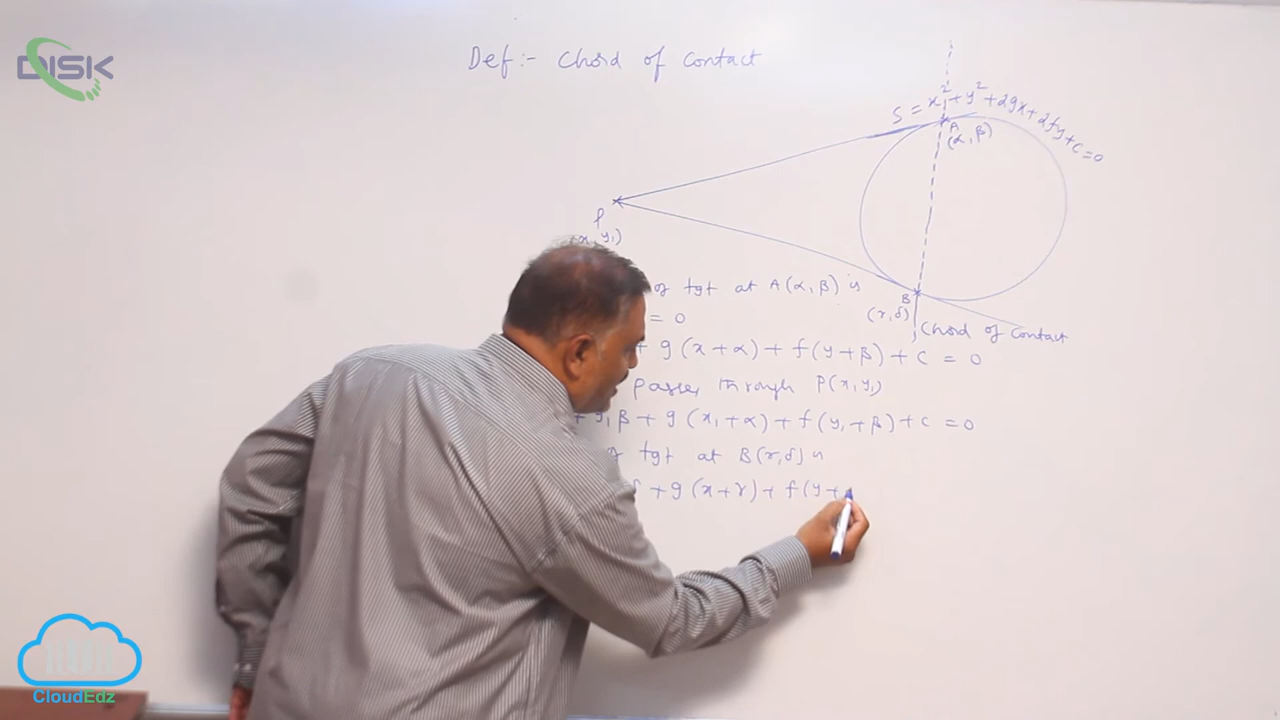 DISK
Def:- Chord of contact
S = x² + y² + 2gx + 2fy + c = 0
A
(α, β)
P
(x₁, y₁)
of tgt at A(α, β) is
B
(γ, δ)
= 0
Chord of Contact
+ g(x+α) + f(y+β) + c = 0
passes through P(x₁, y₁)
+ y₁β + g(x₁+α) + f(y₁+β) + c = 0
tgt at B(γ, δ) is
+ g(x+γ) + f(y+
CloudEdz